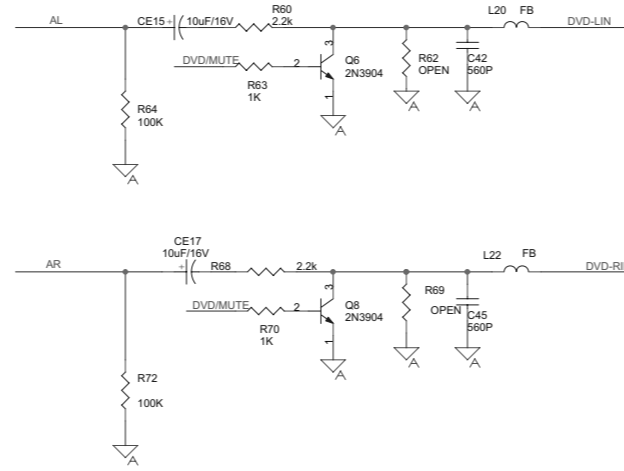 AL
CE15
+
10uF/16V
R60
2.2k
L20
FB
DVD-LIN
DVD/MUTE
R63
1K
2
3
1
Q6
2N3904
R62
OPEN
C42
560P
R64
100K
A
A
A
A
AR
CE17
10uF/16V
+
R68
2.2k
L22
FB
DVD-RI
DVD/MUTE
R70
1K
2
3
1
Q8
2N3904
R69
OPEN
C45
560P
R72
100K
A
A
A
A